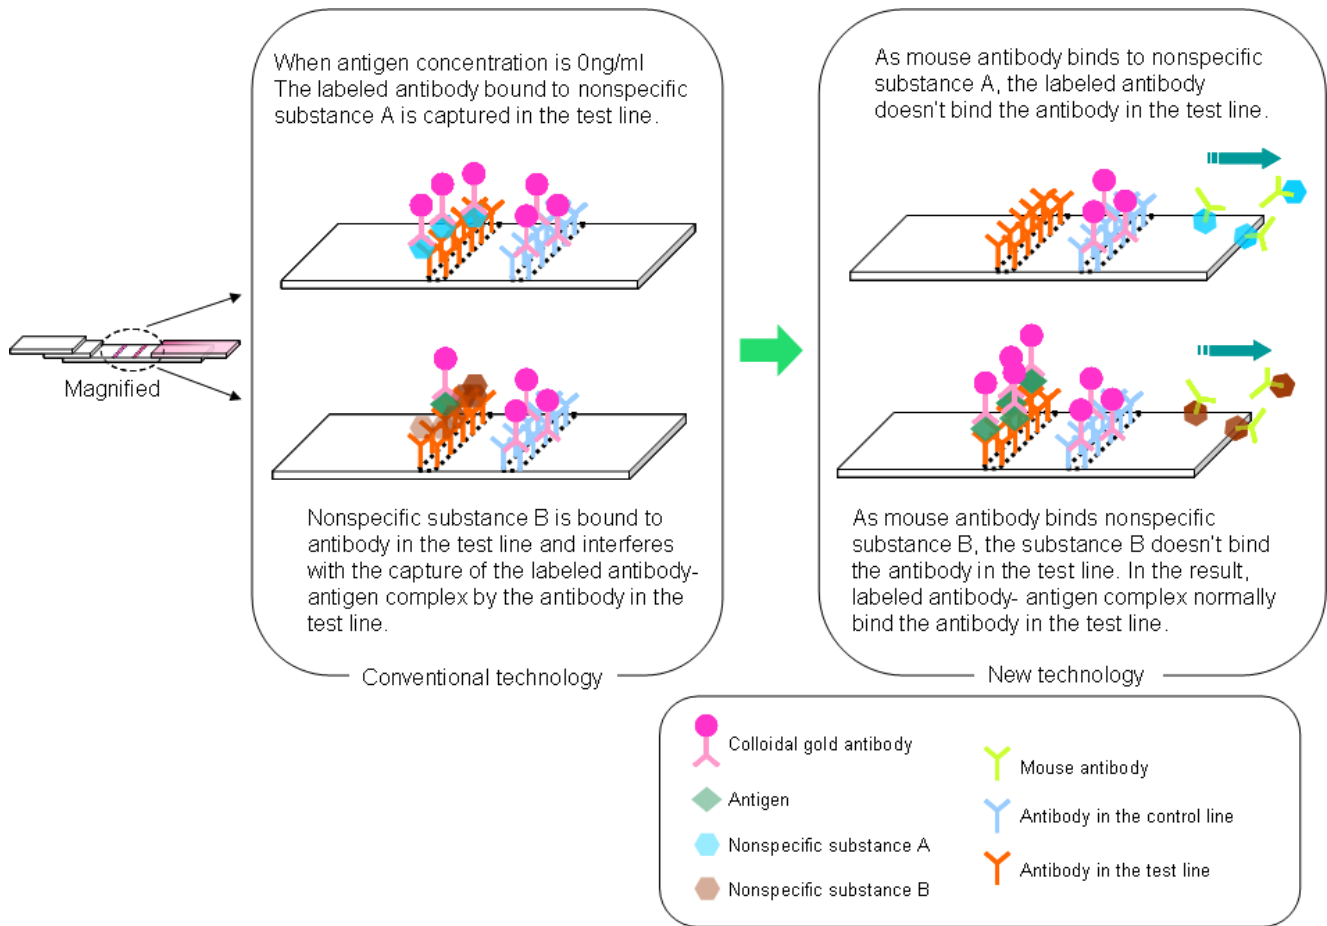 When antigen concentration is 0ng/ml
The labeled antibody bound to nonspecific
substance A is captured in the test line.
Magnified
Nonspecific substance B is bound to
antibody in the test line and interferes
with the capture of the labeled antibody-
antigen complex by the antibody in the
test line.
Conventional technology
As mouse antibody binds to nonspecific
substance A, the labeled antibody
doesn't bind the antibody in the test line.
As mouse antibody binds nonspecific
substance B, the substance B doesn't bind
the antibody in the test line. In the result,
labeled antibody- antigen complex normally
bind the antibody in the test line.
New technology
Colloidal gold antibody
Antigen
Nonspecific substance A
Nonspecific substance B
Mouse antibody
Antibody in the control line
Antibody in the test line